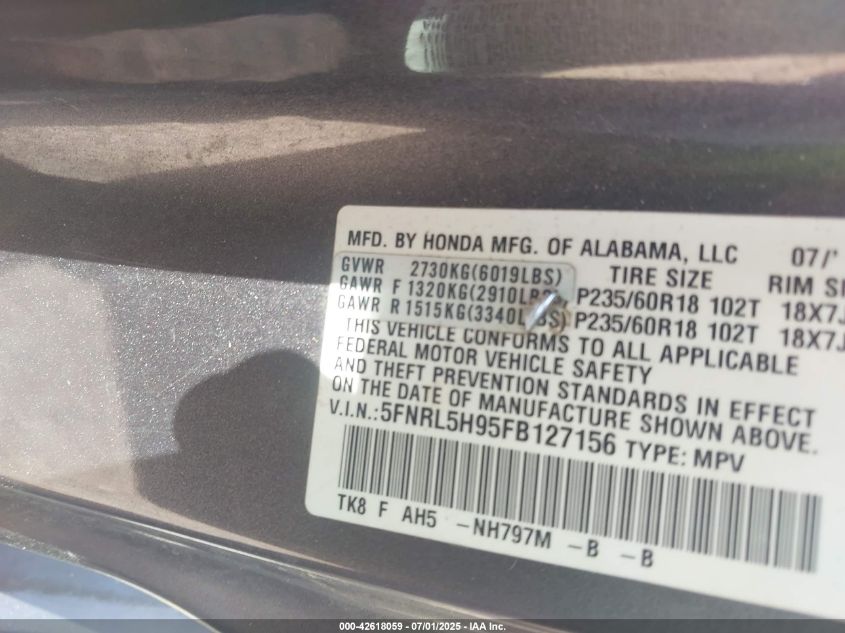 MFD. BY HONDA MFG. OF ALABAMA, LLC 07/
GVWR 2730KG(6019LBS) TIRE SIZE RIM
GAWR F 1320KG(2910LBS) P235/60R18 102T 18X7J
GAWR R 1515KG(3340LBS) P235/60R18 102T 18X7J
THIS VEHICLE CONFORMS TO ALL APPLICABLE
FEDERAL MOTOR VEHICLE SAFETY
AND THEFT PREVENTION STANDARDS IN EFFECT
ON THE DATE OF MANUFACTURE SHOWN ABOVE.
V.I.N.:5FNRL5H95FB127156 TYPE: MPV
TK8 F AH5 -NH797M -B -B
000-42618059 - 07/01/2025 - IAA Inc.